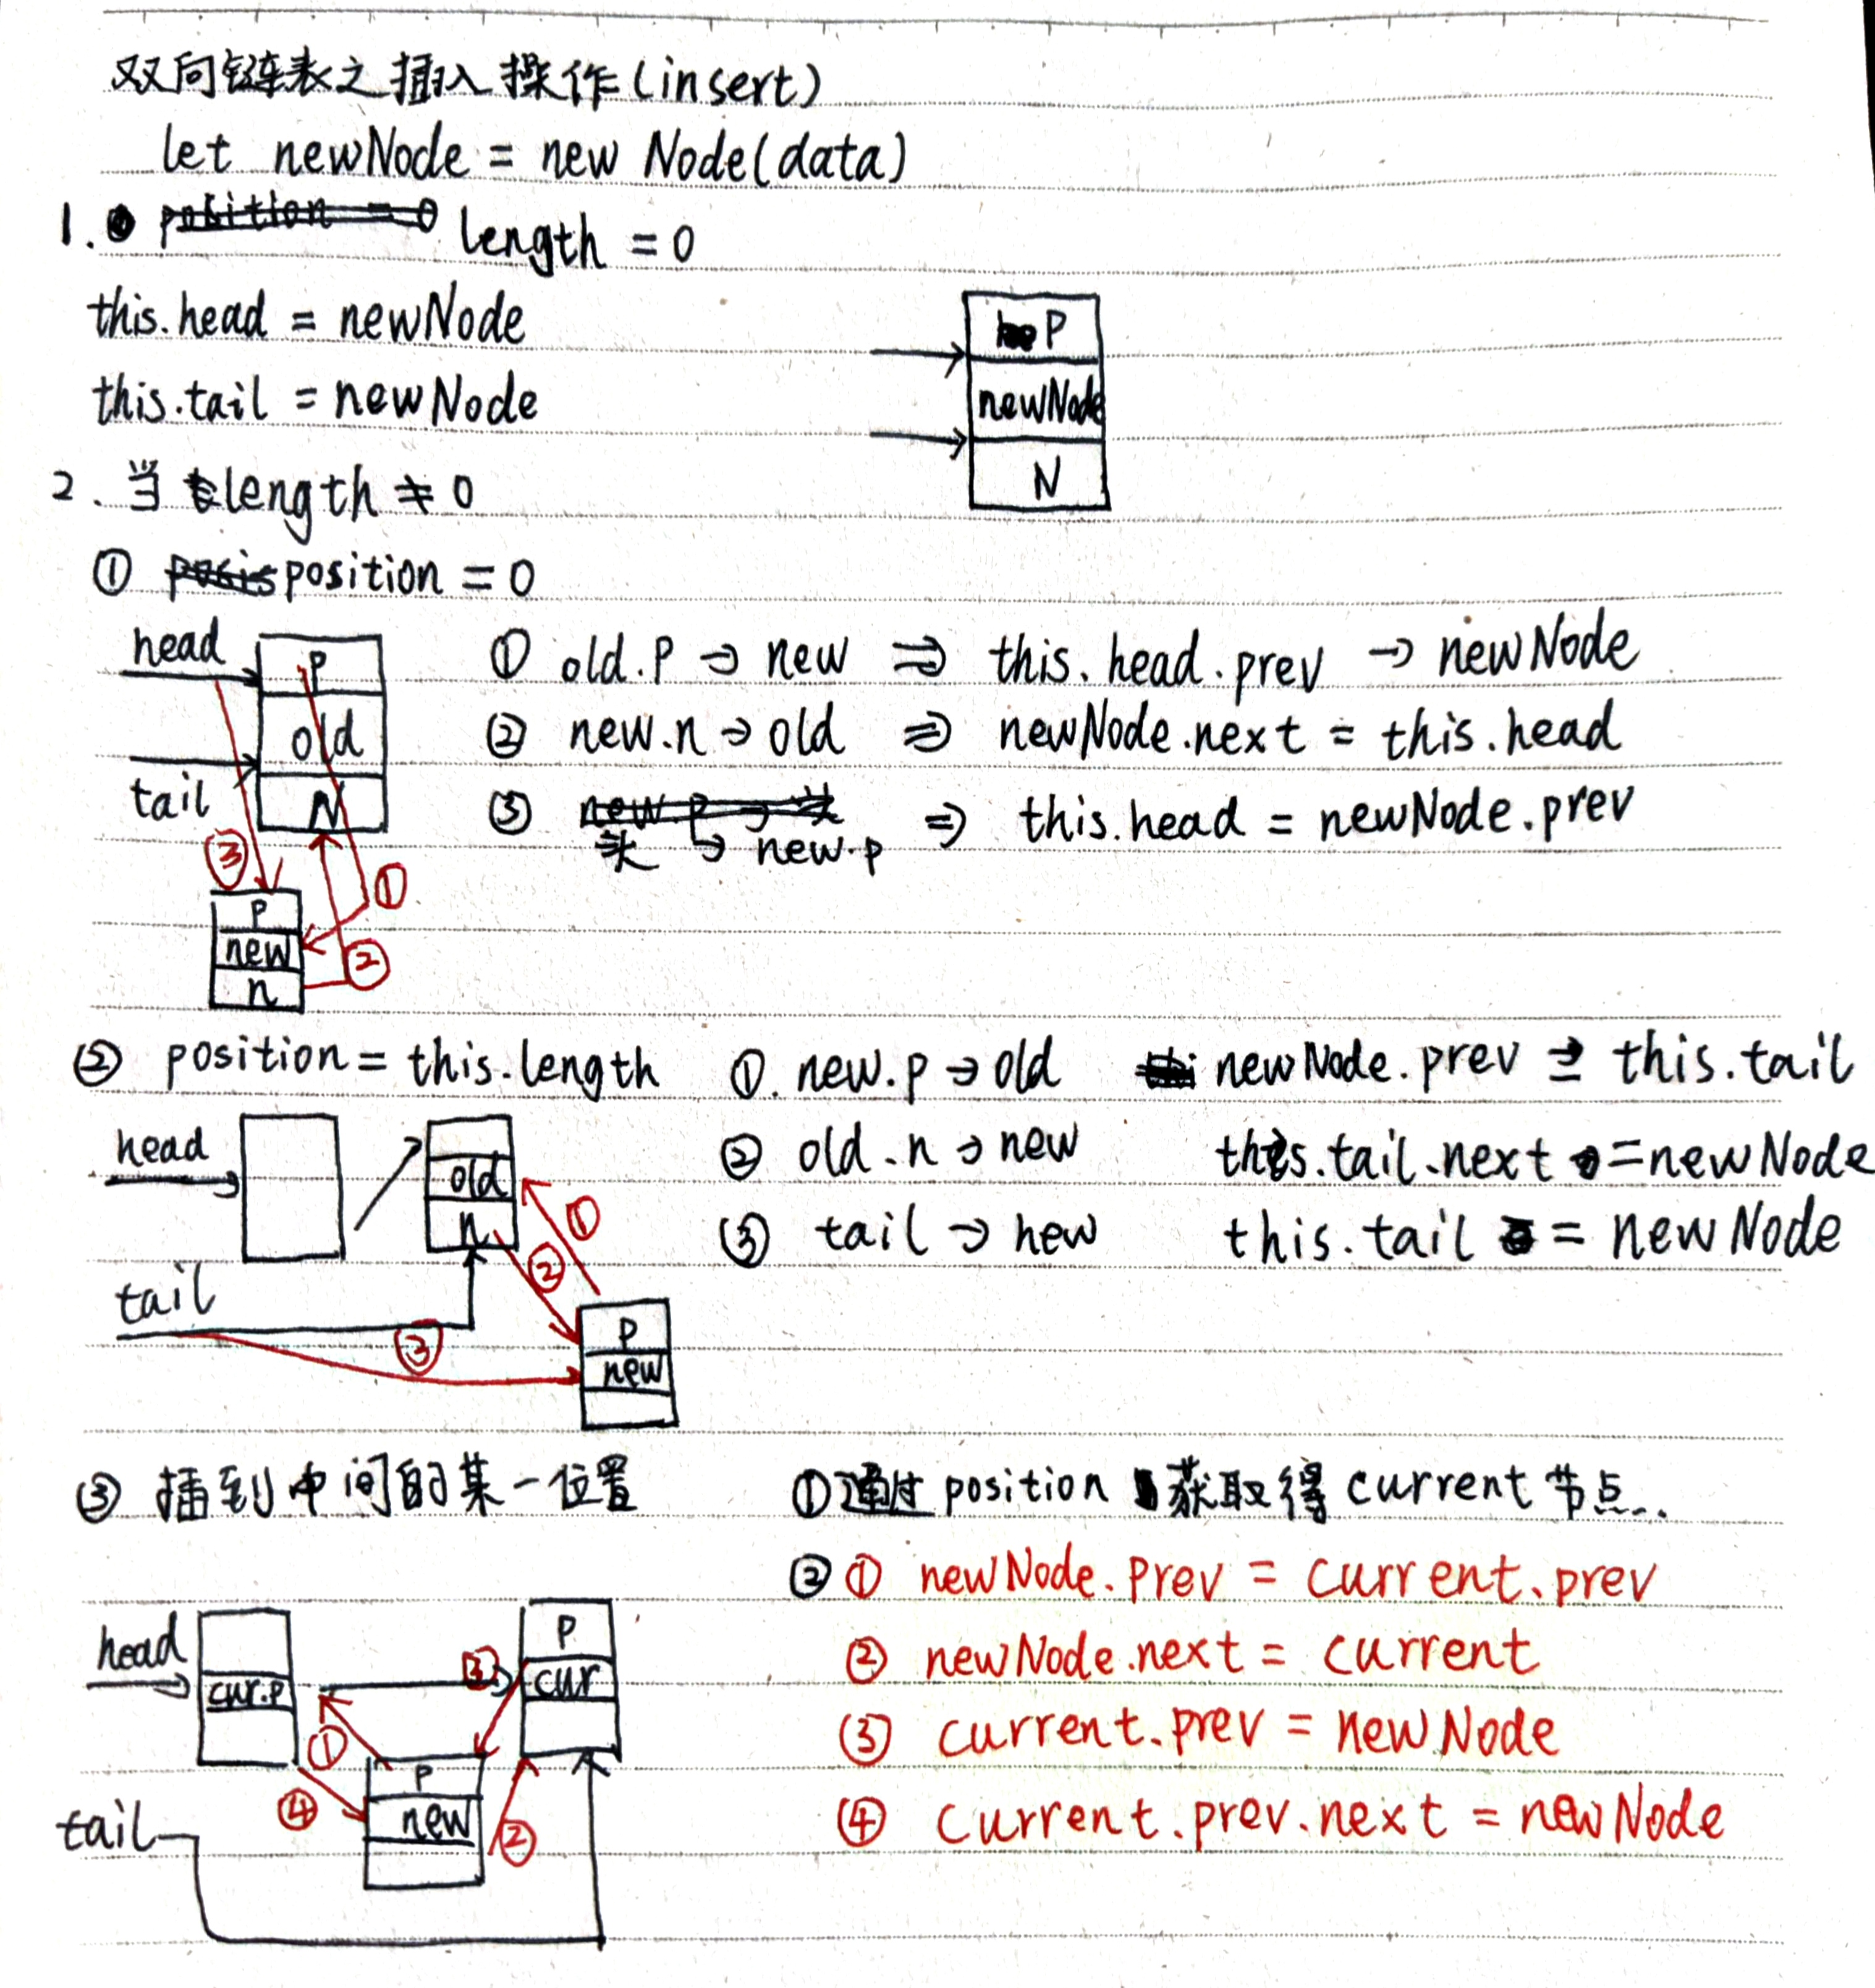 双向链表之插入操作(insert)
let newNode = new Node(data)
1. position = 0 length = 0
this.head = newNode
this.tail = newNode
P
newNode
N
2. 当 length ≠ 0
① posis position = 0
head
P
old
tail
N
③
①
P
new
②
n
① old.P → new ⇒ this.head.prev → newNode
② new.n → old ⇒ newNode.next = this.head
③ new.P → 头 ⇒ this.head = newNode.prev
头 → new.p
② position = this.length
① new.p → old newNode.prev = this.tail
② old.n → new this.tail.next = newNode
③ tail → new this.tail = newNode
head
old
n
①
②
tail
③
P
new
③ 插到中间的某一位置
①通过 position 获取得 current 节点..
② ① newNode.prev = current.prev
② newNode.next = current
③ current.prev = newNode
④ current.prev.next = newNode
head
cur.P
P
cur
③
①
④
P
new
②
tail